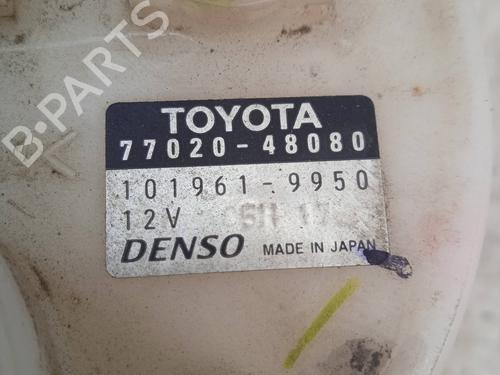 B-PARTS
TOYOTA
77020-48080
101961-9950
12V
DENSO MADE IN JAPAN